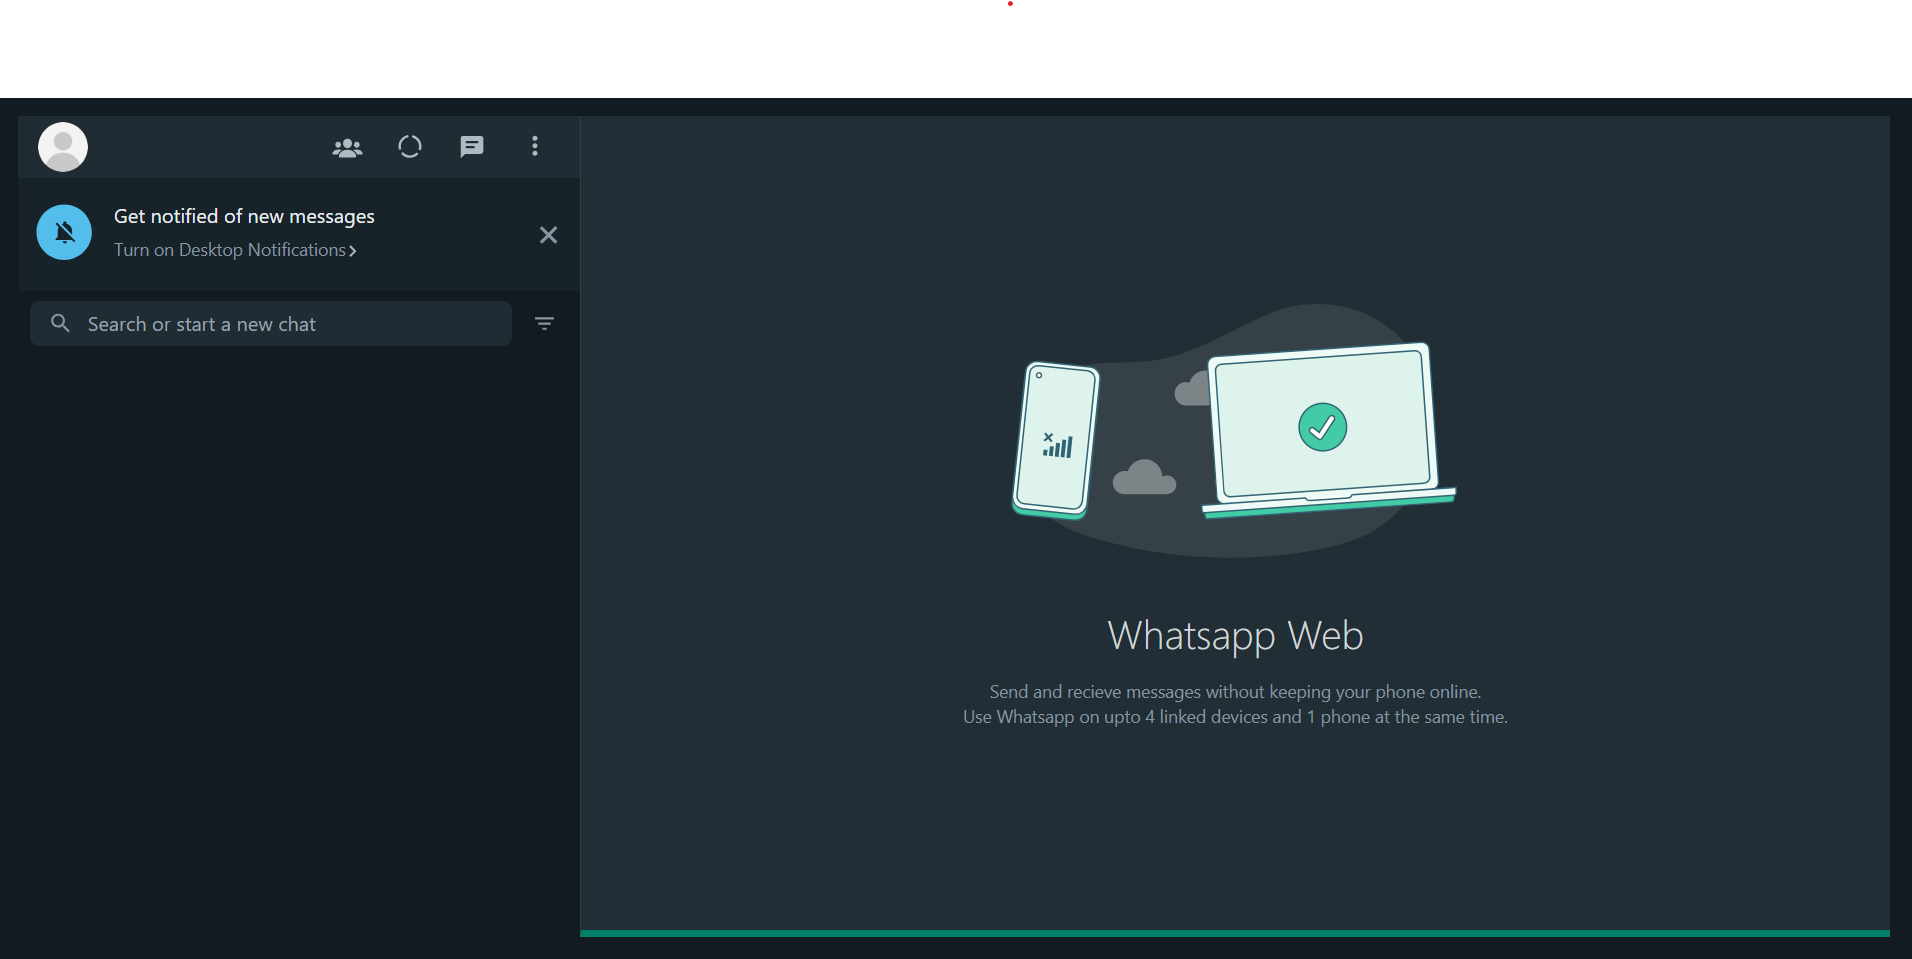 Get notified of new messages
Turn on Desktop Notifications
Search or start a new chat
Whatsapp Web
Send and recieve messages without keeping your phone online.
Use Whatsapp on upto 4 linked devices and 1 phone at the same time.